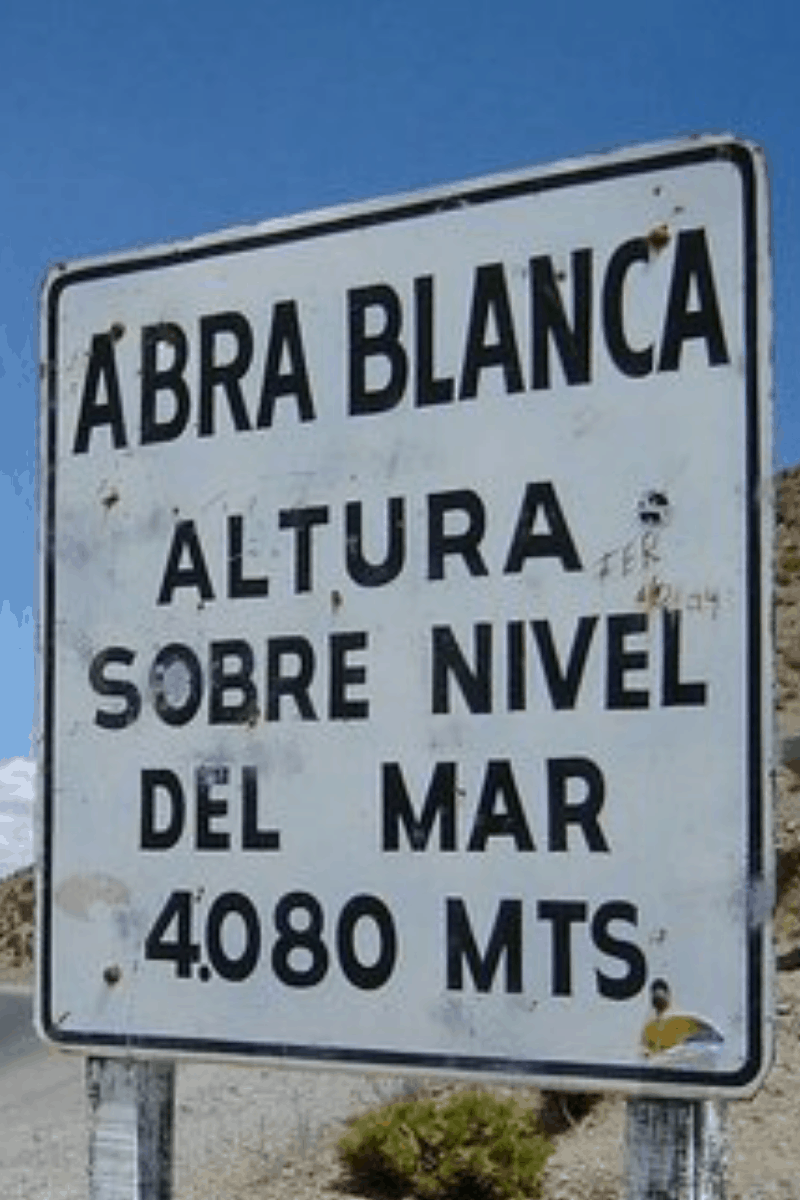 ABRA BLANCA
ALTURA
SOBRE NIVEL
DEL MAR
4.080 MTS.